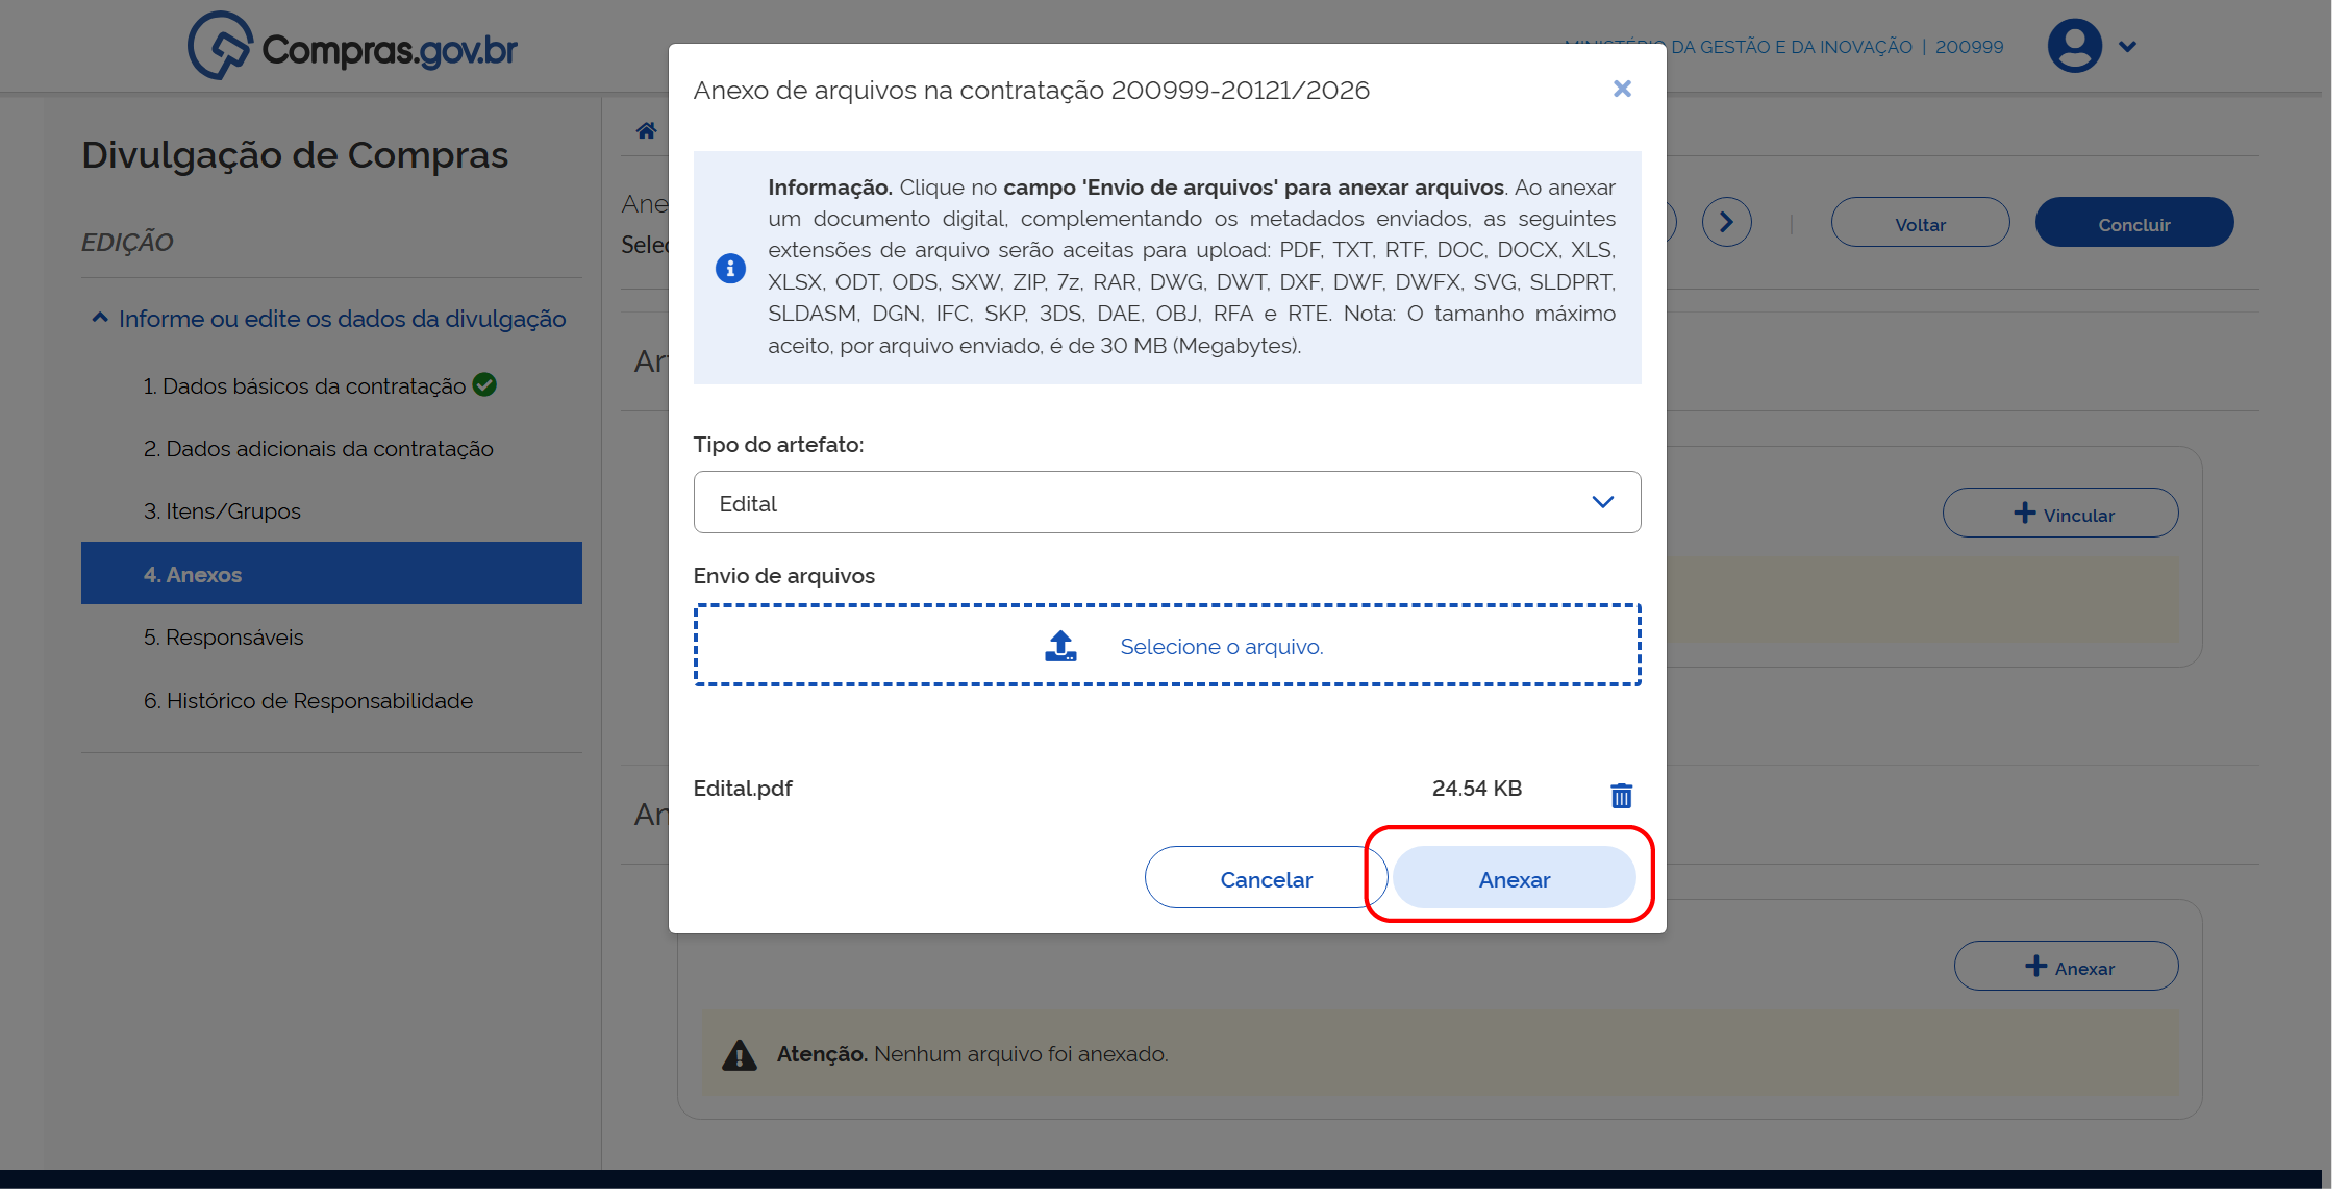 Compras.gov.br
MINISTÉRIO DA GESTÃO E DA INOVAÇÃO | 200999
Divulgação de Compras
EDIÇÃO
Informe ou edite os dados da divulgação
1. Dados básicos da contratação
2. Dados adicionais da contratação
3. Itens/Grupos
4. Anexos
5. Responsáveis
6. Histórico de Responsabilidade
Voltar
Concluir
Vincular
Anexo de arquivos na contratação 200999-20121/2026
Informação. Clique no campo 'Envio de arquivos' para anexar arquivos. Ao anexar
um documento digital, complementando os metadados enviados, as seguintes
extensões de arquivo serão aceitas para upload: PDF, TXT, RTF, DOC, DOCX, XLS,
XLSX, ODT, ODS, SXW, ZIP, 7z, RAR, DWG, DWT, DXF, DWF, DWFX, SVG, SLDPRT,
SLDASM, DGN, IFC, SKP, 3DS, DAE, OBJ, RFA e RTE. Nota: O tamanho máximo
aceito, por arquivo enviado, é de 30 MB (Megabytes).
Tipo do artefato:
Edital
Envio de arquivos
Selecione o arquivo.
Edital.pdf 24.54 KB
Cancelar
Anexar
Anexar
Atenção. Nenhum arquivo foi anexado.